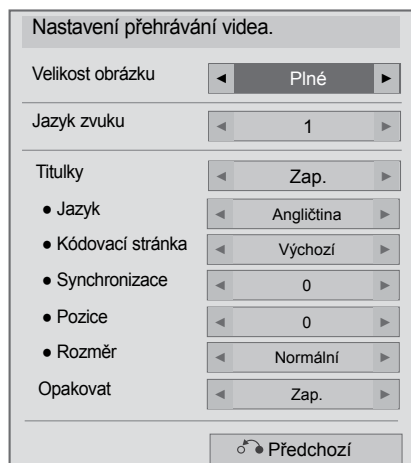 Nastavení přehrávání videa.
Velikost obrázku ◄ Plné ►
Jazyk zvuku ◄ 1 ►
Titulky ◄ Zap. ►
● Jazyk ◄ Angličtina ►
● Kódovací stránka ◄ Výchozí ►
● Synchronizace ◄ 0 ►
● Pozice ◄ 0 ►
● Rozměr ◄ Normální ►
Opakovat ◄ Zap. ►
Předchozí